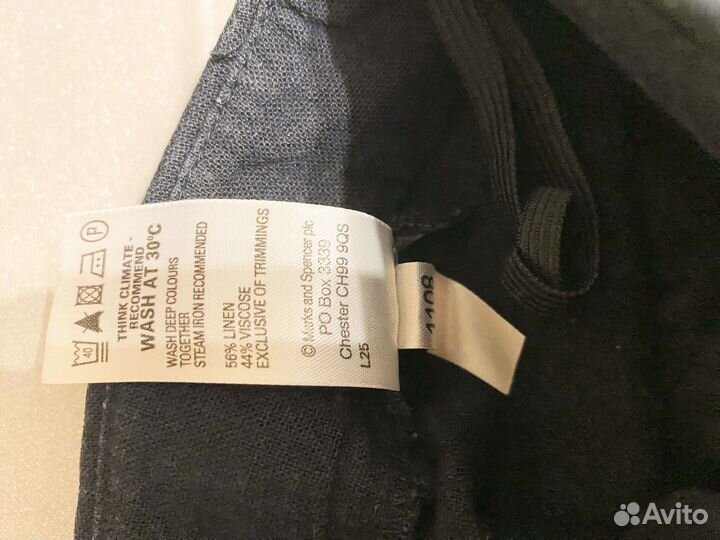 40
P
THINK CLIMATE -
RECOMMEND
WASH AT 30°C
WASH DEEP COLOURS
TOGETHER
STEAM IRON RECOMMENDED
56% LINEN
44% VISCOSE
EXCLUSIVE OF TRIMMINGS
© Marks and Spencer plc
PO Box 3339
Chester CH99 9QS
L25
Avito